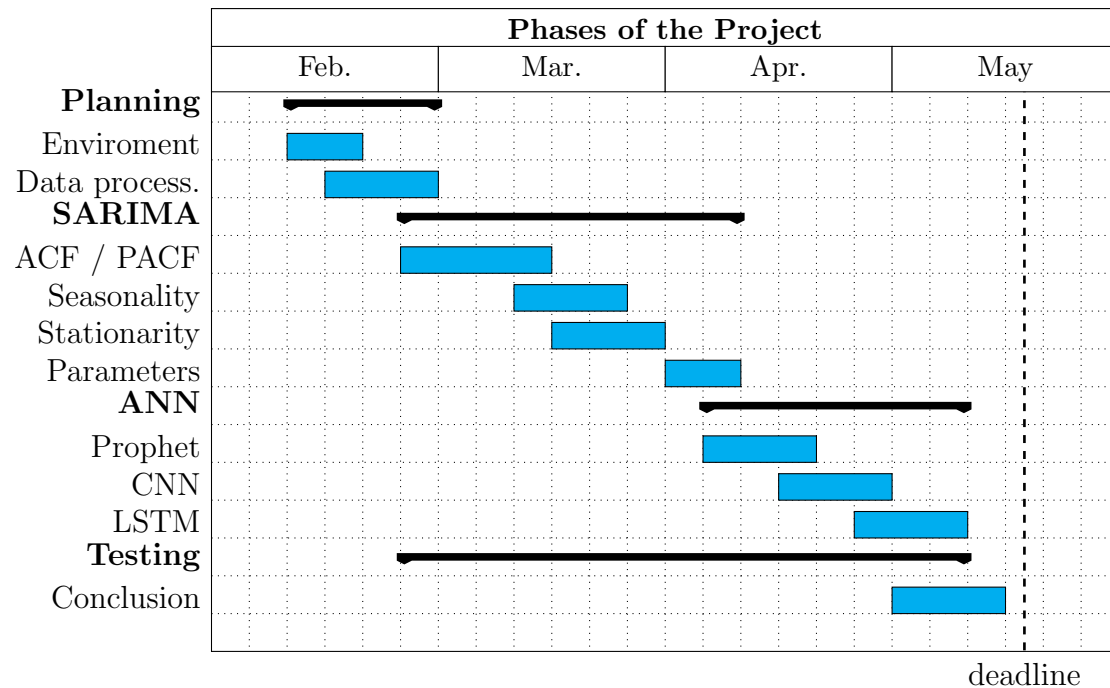 Phases of the Project
Feb. Mar. Apr. May
Planning
Enviroment
Data process.
SARIMA
ACF / PACF
Seasonality
Stationarity
Parameters
ANN
Prophet
CNN
LSTM
Testing
Conclusion
deadline